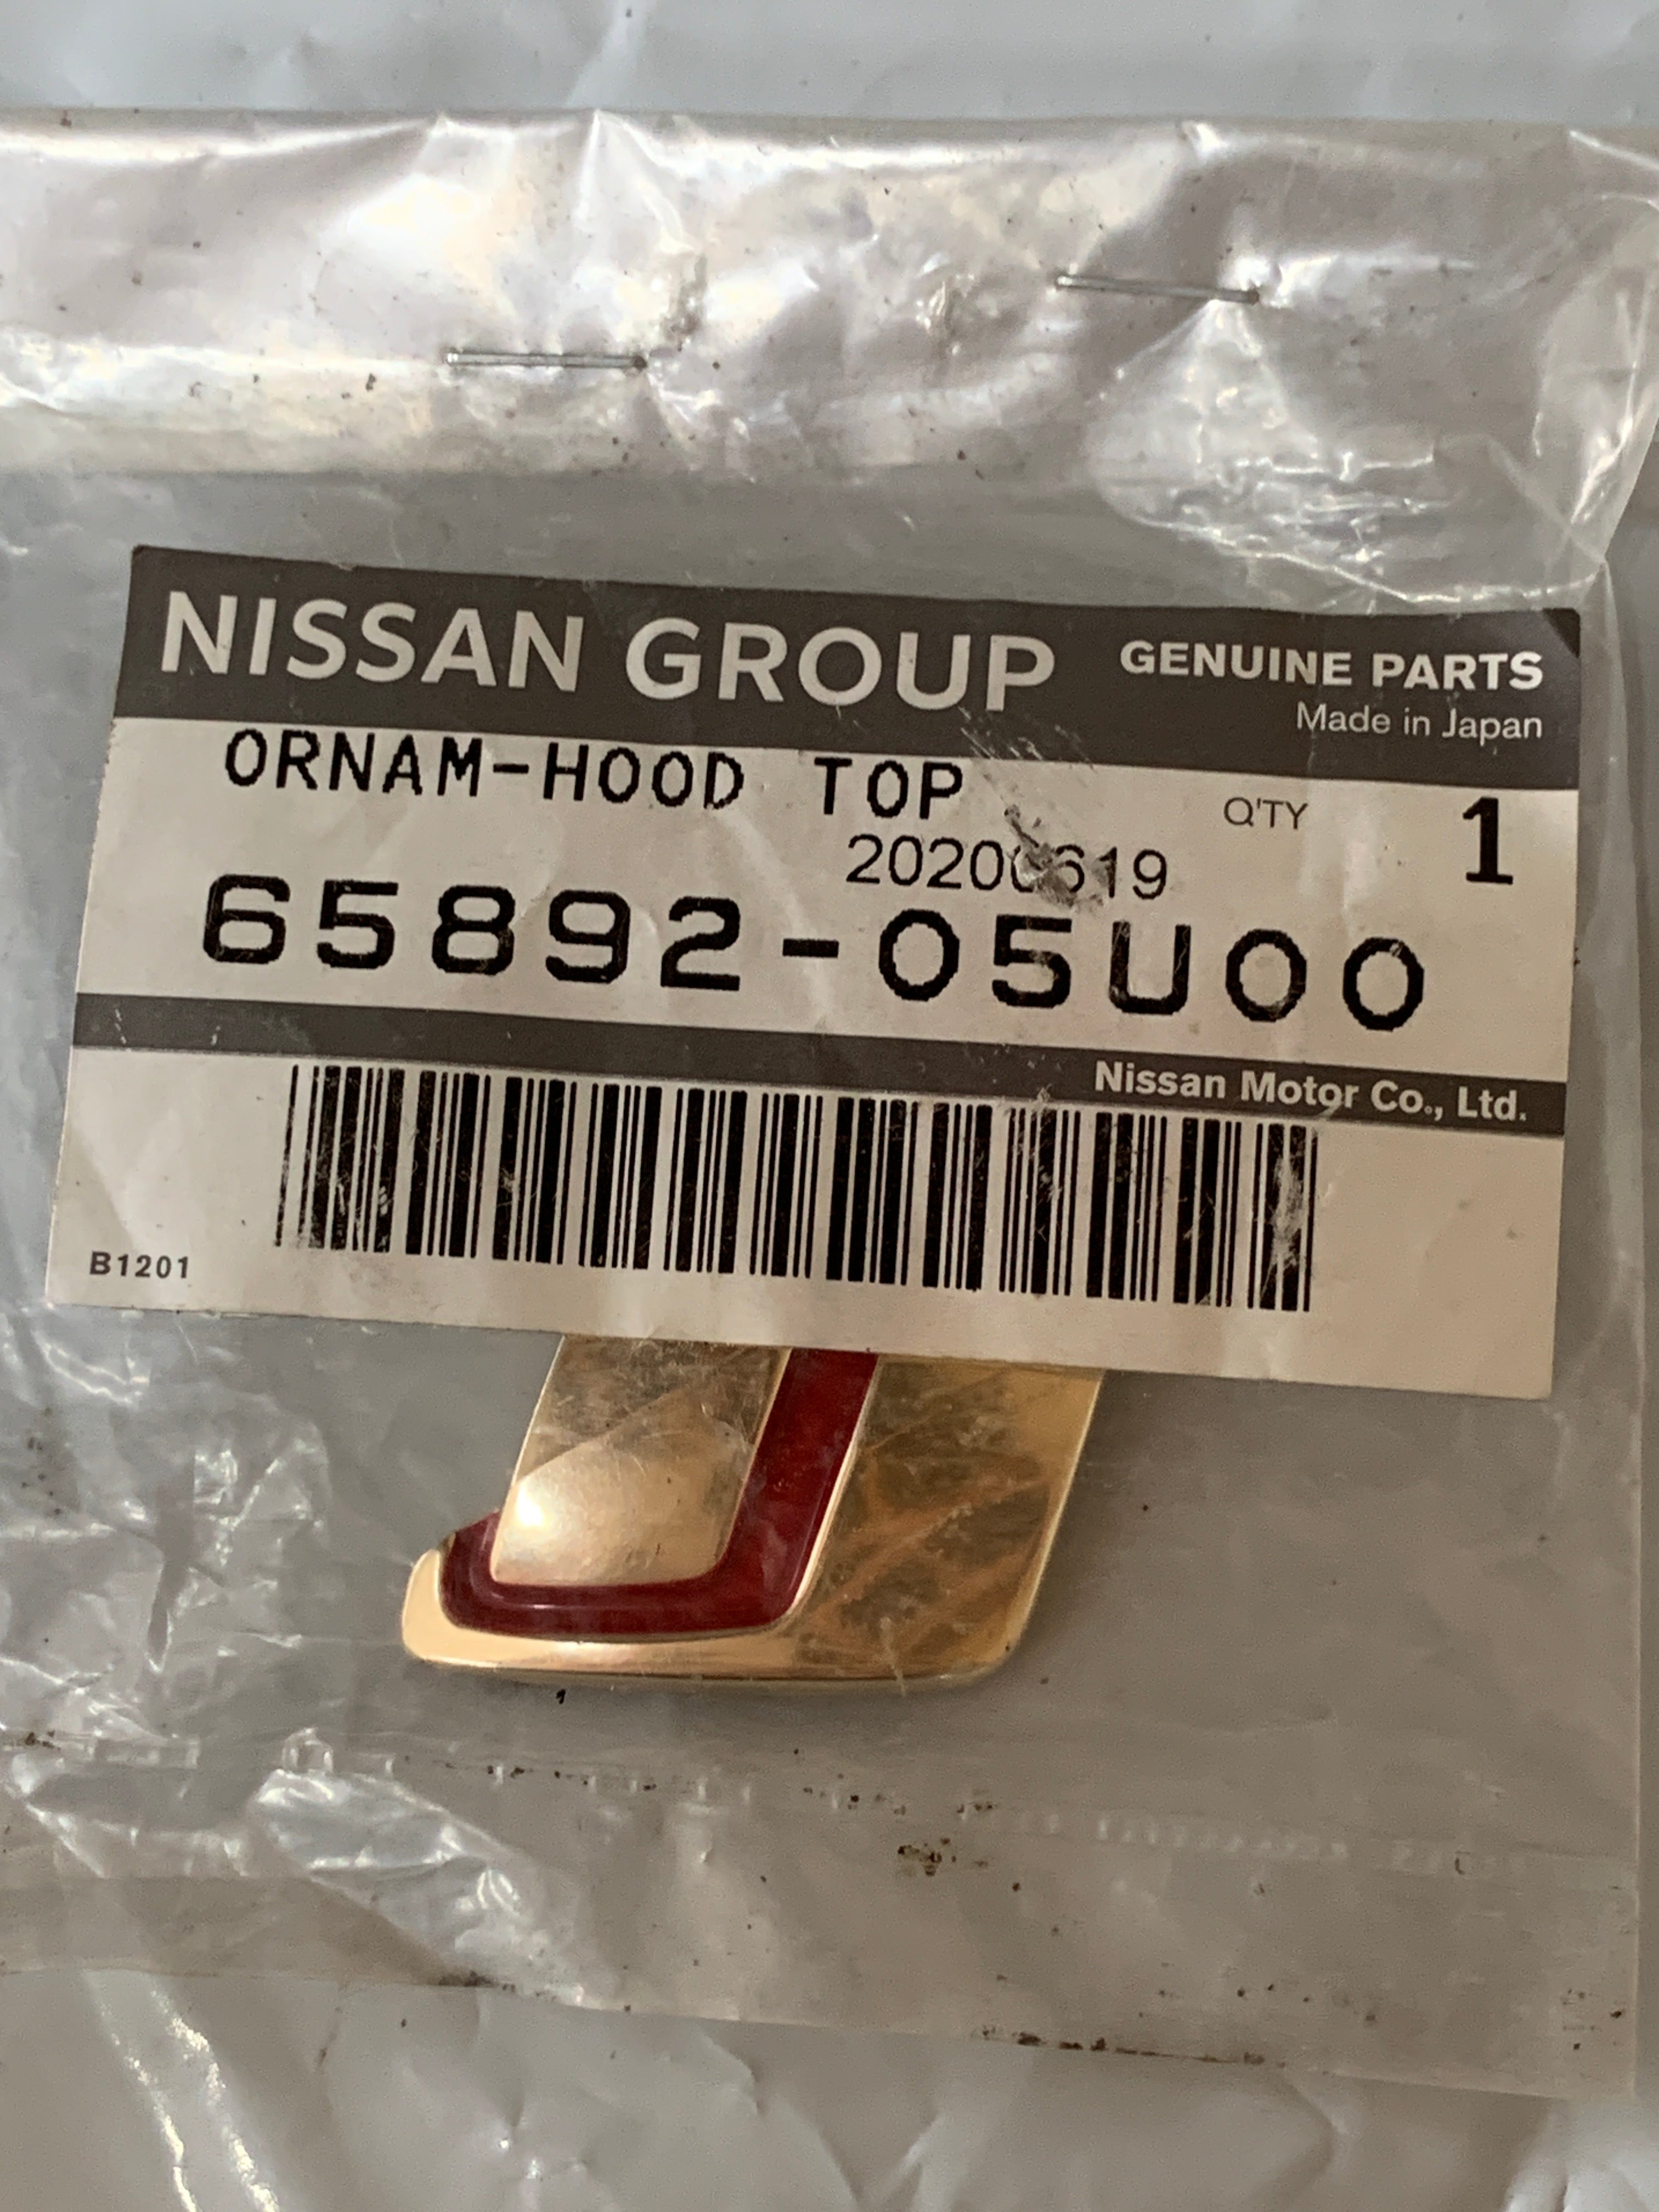 NISSAN GROUP GENUINE PARTS
Made in Japan
ORNAM-HOOD TOP Q'TY 1
65892-05U00
Nissan Motor Co., Ltd.
B1201